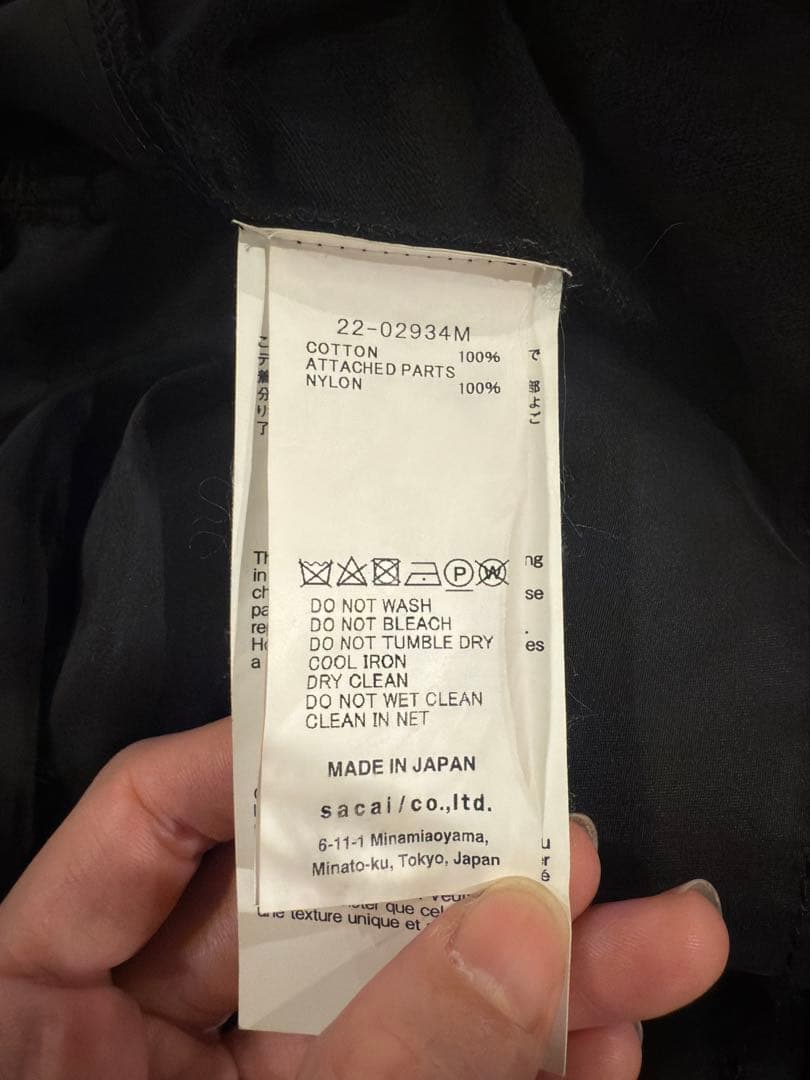 22-02934M
COTTON 100%
ATTACHED PARTS
NYLON 100%
P W
DO NOT WASH
DO NOT BLEACH
DO NOT TUMBLE DRY
COOL IRON
DRY CLEAN
DO NOT WET CLEAN
CLEAN IN NET
MADE IN JAPAN
sacai/co.,ltd.
6-11-1 Minamiaoyama,
Minato-ku, Tokyo, Japan
que cel
texture unique et